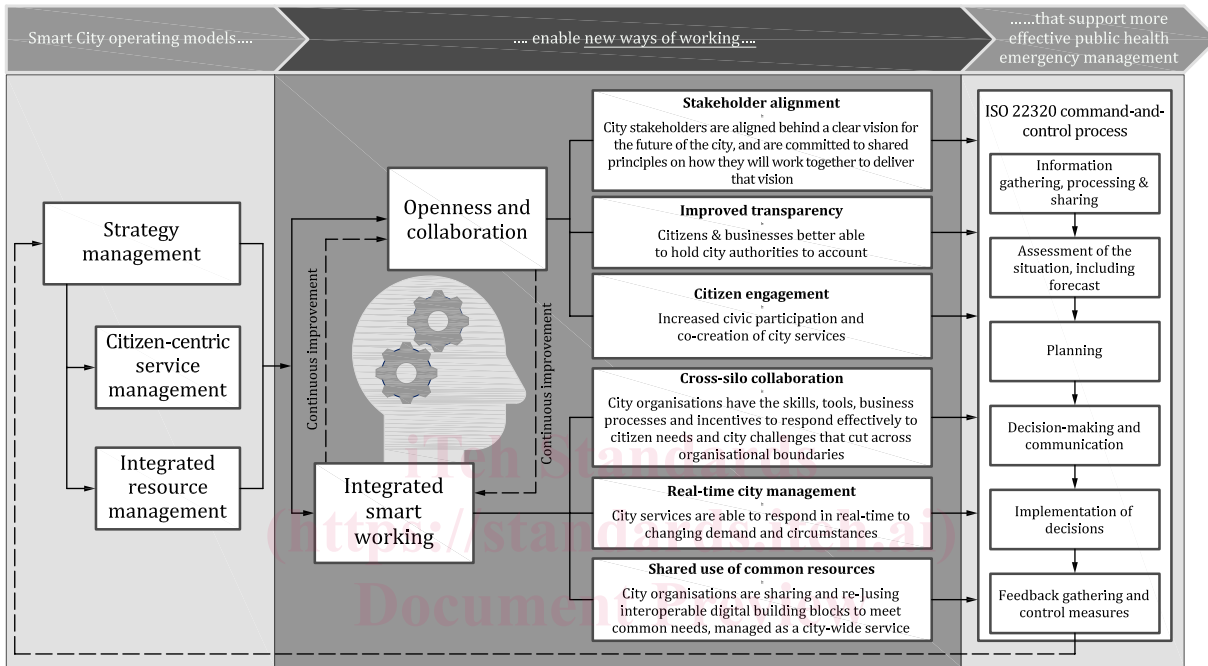 Smart City operating models....
.... enable new ways of working....
......that support more
effective public health
emergency management
Strategy
management
Citizen-centric
service
management
Integrated
resource
management
Openness and
collaboration
Continuous improvement
Continuous improvement
Integrated
smart
working
Stakeholder alignment
City stakeholders are aligned behind a clear vision for
the future of the city, and are committed to shared
principles on how they will work together to deliver
that vision
Improved transparency
Citizens & businesses better able
to hold city authorities to account
Citizen engagement
Increased civic participation and
co-creation of city services
Cross-silo collaboration
City organisations have the skills, tools, business
processes and incentives to respond effectively to
citizen needs and city challenges that cut across
organisational boundaries
Real-time city management
City services are able to respond in real-time to
changing demand and circumstances
Shared use of common resources
City organisations are sharing and re-]using
interoperable digital building blocks to meet
common needs, managed as a city-wide service
ISO 22320 command-and-
control process
Information
gathering, processing &
sharing
Assessment of the
situation, including
forecast
Planning
Decision-making and
communication
Implementation of
decisions
Feedback gathering and
control measures
iTeh Standards
(https://standards.iteh.ai)
Document Preview